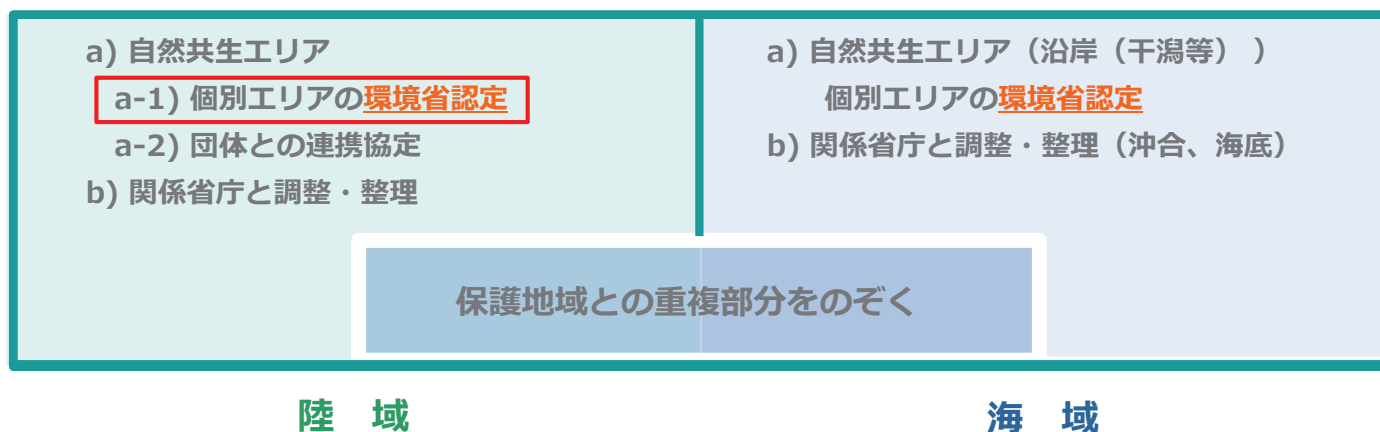 a) 自然共生エリア
a-1) 個別エリアの環境省認定
a-2) 団体との連携協定
b) 関係省庁と調整・整理
a) 自然共生エリア（沿岸（干潟等） ）
個別エリアの環境省認定
b) 関係省庁と調整・整理（沖合、海底）
保護地域との重複部分をのぞく
陸 域
海 域